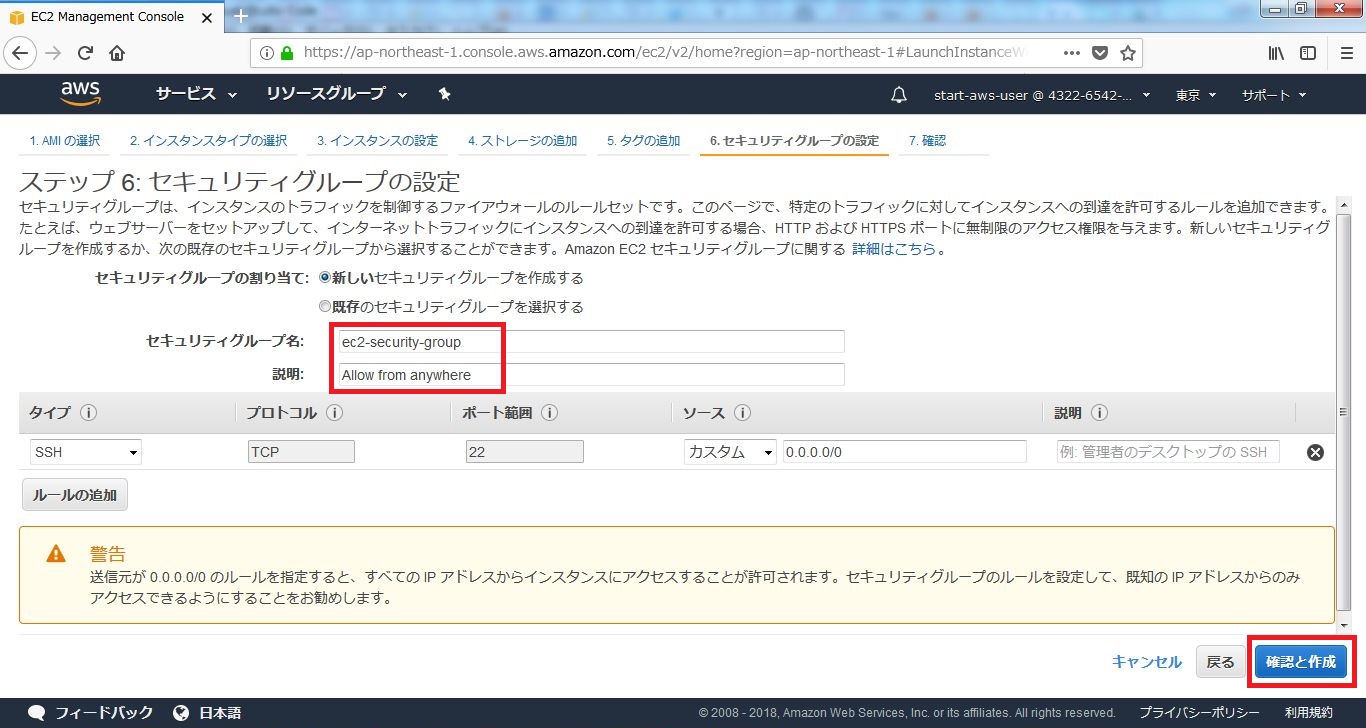 EC2 Management Console
https://ap-northeast-1.console.aws.amazon.com/ec2/v2/home?region=ap-northeast-1#LaunchInstanceW
aws サービス リソースグループ start-aws-user @ 4322-6542-... 東京 サポート
1. AMI の選択 2. インスタンスタイプの選択 3. インスタンスの設定 4. ストレージの追加 5. タグの追加 6. セキュリティグループの設定 7. 確認
ステップ 6: セキュリティグループの設定
セキュリティグループは、インスタンスのトラフィックを制御するファイアウォールのルールセットです。このページで、特定のトラフィックに対してインスタンスへの到達を許可するルールを追加できます。
たとえば、ウェブサーバーをセットアップして、インターネットトラフィックにインスタンスへの到達を許可する場合、HTTP および HTTPS ポートに無制限のアクセス権限を与えます。新しいセキュリティグ
ループを作成するか、次の既存のセキュリティグループから選択することができます。Amazon EC2 セキュリティグループに関する 詳細はこちら。
セキュリティグループの割り当て: 新しいセキュリティグループを作成する
既存のセキュリティグループを選択する
セキュリティグループ名: ec2-security-group
説明: Allow from anywhere
タイプ プロトコル ポート範囲 ソース 説明
SSH TCP 22 カスタム 0.0.0.0/0 例: 管理者のデスクトップの SSH
ルールの追加
警告
送信元が 0.0.0.0/0 のルールを指定すると、すべての IP アドレスからインスタンスにアクセスすることが許可されます。セキュリティグループのルールを設定して、既知の IP アドレスからのみ
アクセスできるようにすることをお勧めします。
キャンセル 戻る 確認と作成
フィードバック 日本語 © 2008 - 2018, Amazon Web Services, Inc. or its affiliates. All rights reserved. プライバシーポリシー 利用規約